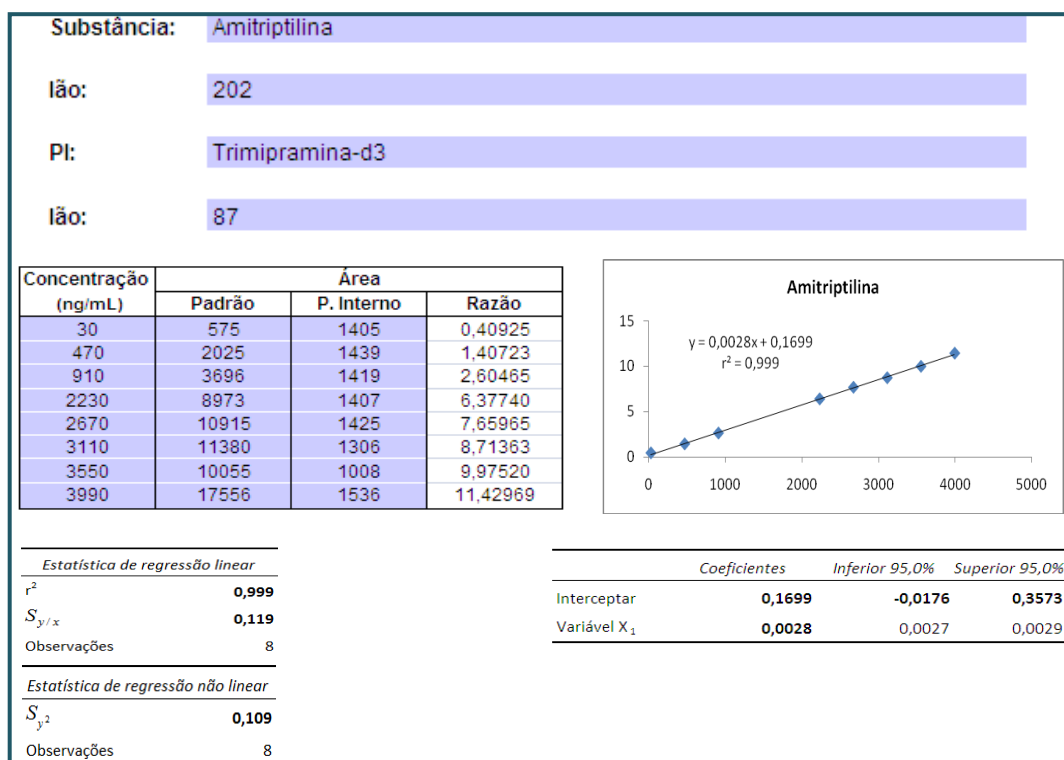 Substância: Amitriptilina
Ião: 202
PI: Trimipramina-d3
Ião: 87
Concentração Área
(ng/mL) Padrão P. Interno Razão
30 575 1405 0,40925
470 2025 1439 1,40723
910 3696 1419 2,60465
2230 8973 1407 6,37740
2670 10915 1425 7,65965
3110 11380 1306 8,71363
3550 10055 1008 9,97520
3990 17556 1536 11,42969
Amitriptilina
y = 0,0028x + 0,1699
r² = 0,999
15
10
5
0
0 1000 2000 3000 4000 5000
Estatística de regressão linear
r² 0,999
S y/x 0,119
Observações 8
Estatística de regressão não linear
S y² 0,109
Observações 8
Coeficientes Inferior 95,0% Superior 95,0%
Interceptar 0,1699 -0,0176 0,3573
Variável X 1 0,0028 0,0027 0,0029